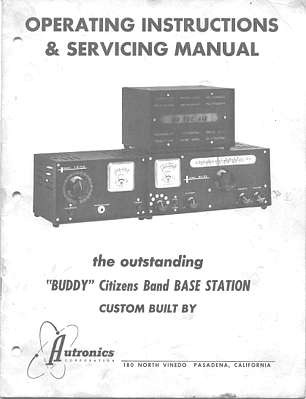 OPERATING INSTRUCTIONS
& SERVICING MANUAL
the outstanding
"BUDDY" Citizens Band BASE STATION
CUSTOM BUILT BY
Autronics
CORPORATION
180 NORTH VINEDO PASADENA, CALIFORNIA